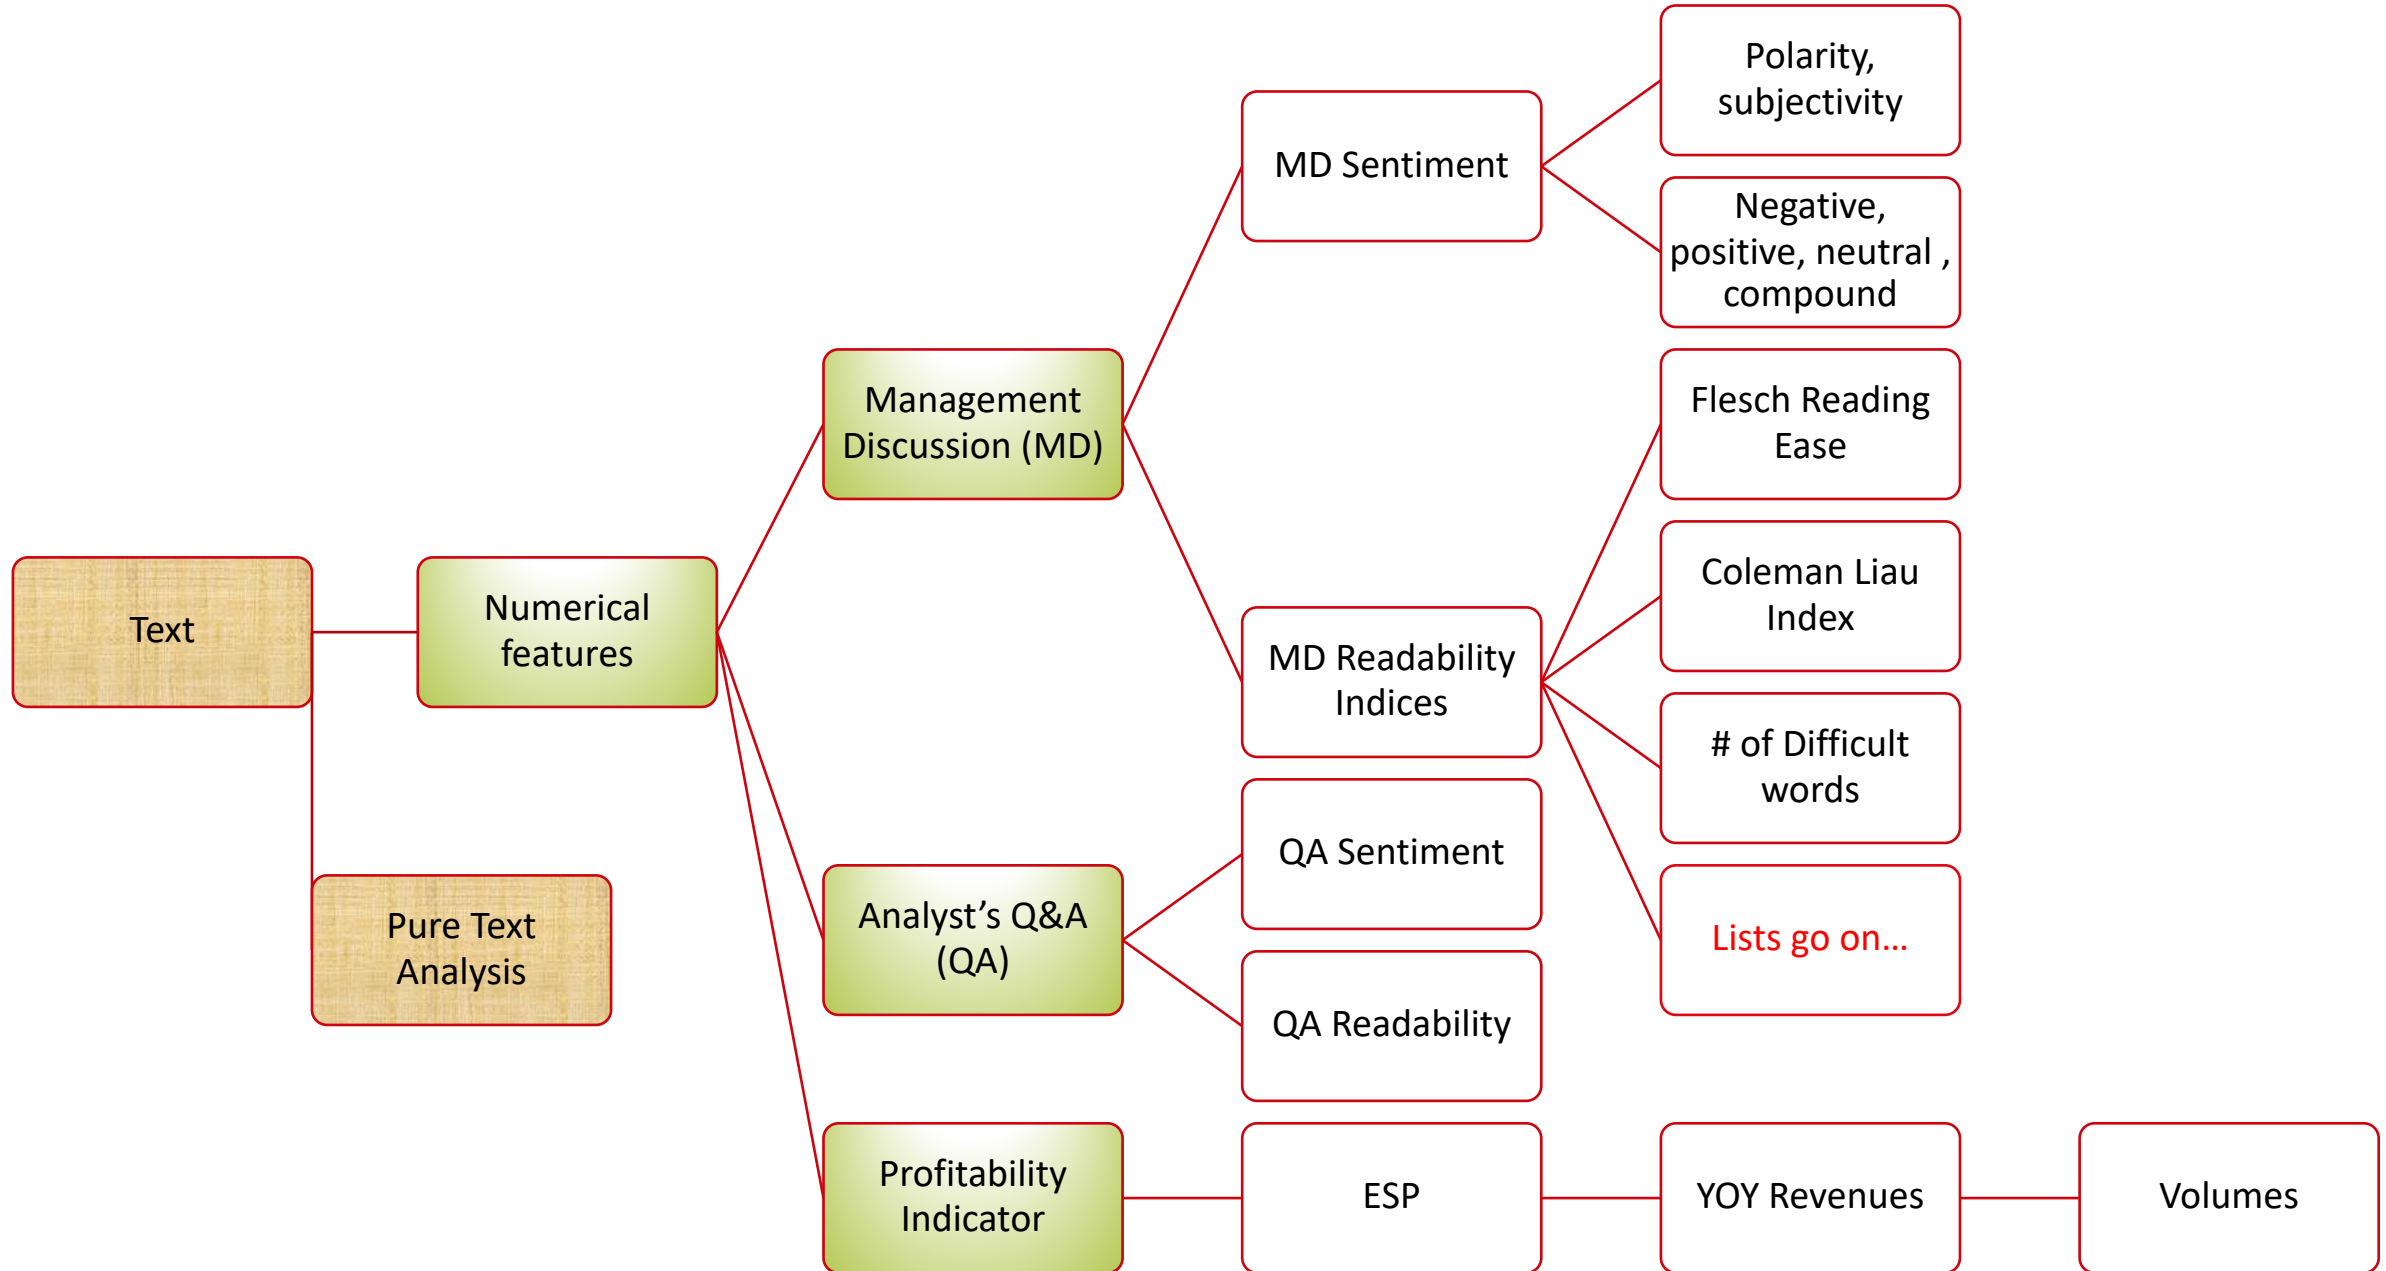 Text
Pure Text
Analysis
Numerical
features
Management
Discussion (MD)
MD Sentiment
Polarity,
subjectivity
Negative,
positive, neutral ,
compound
MD Readability
Indices
Flesch Reading
Ease
Coleman Liau
Index
# of Difficult
words
Lists go on...
Analyst’s Q&A
(QA)
QA Sentiment
QA Readability
Profitability
Indicator
ESP
YOY Revenues
Volumes